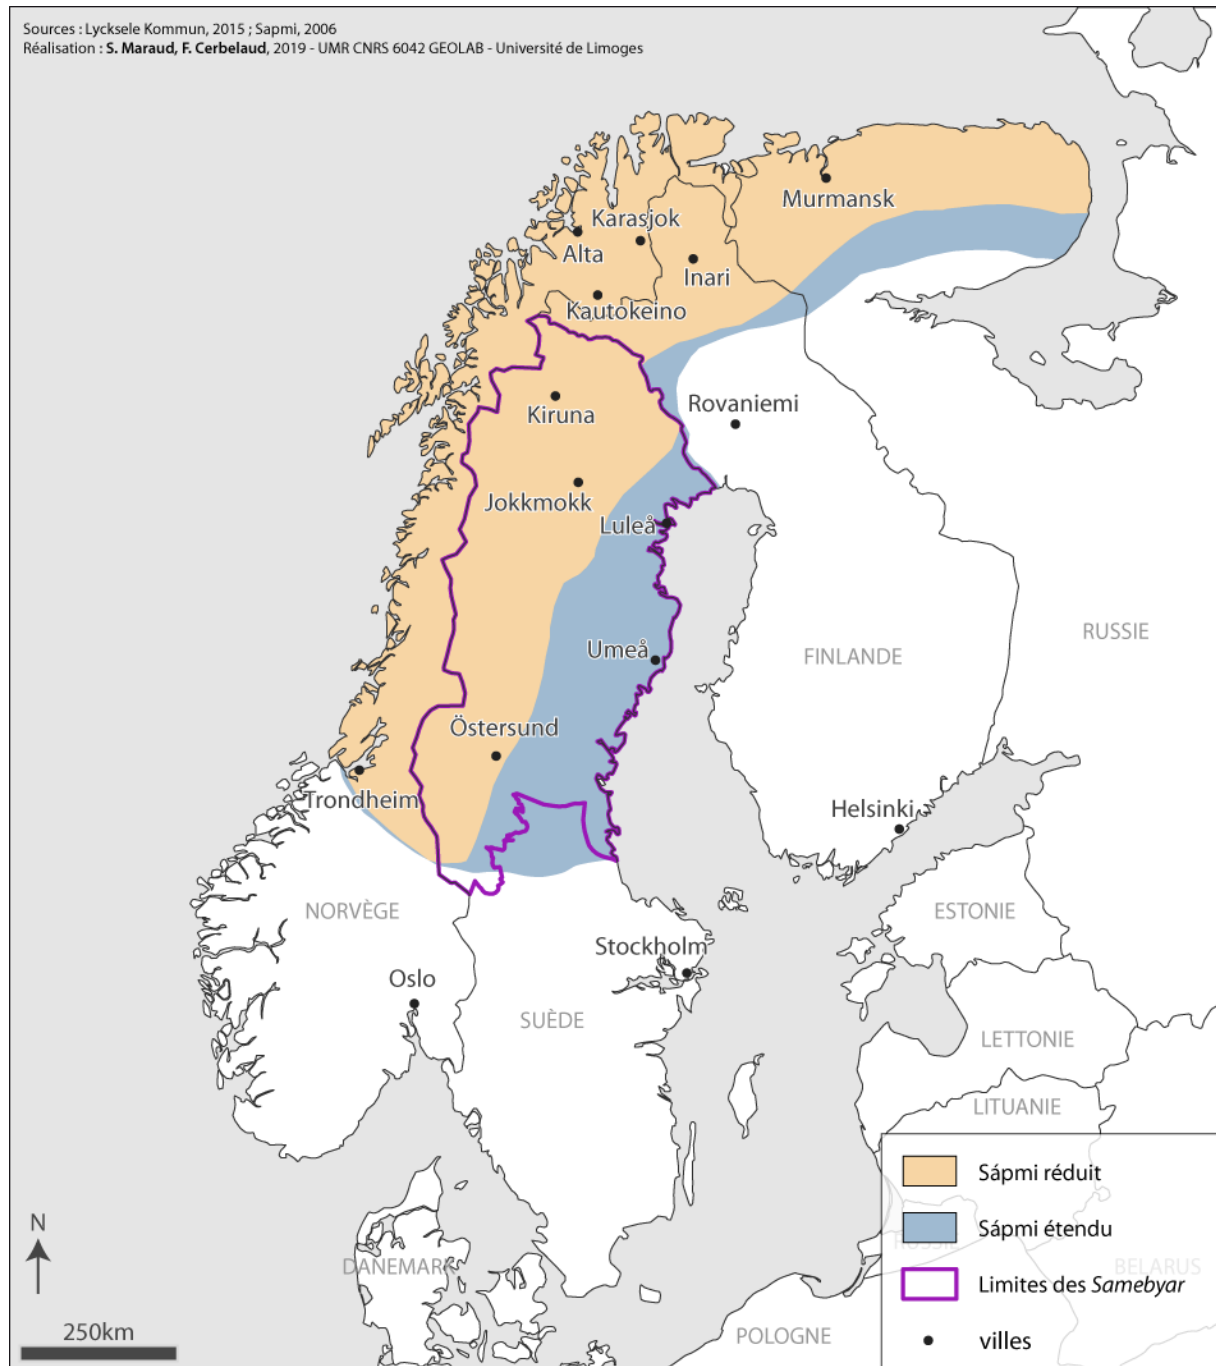 Sources : Lycksele Kommun, 2015 ; Sapmi, 2006
Réalisation : S. Maraud, F. Cerbelaud, 2019 - UMR CNRS 6042 GEOLAB - Université de Limoges
Murmansk
Karasjok
Alta
Inari
Kautokeino
Kiruna
Rovaniemi
Jokkmokk
Luleå
RUSSIE
Umeå
FINLANDE
Östersund
Trondheim
Helsinki
NORVÈGE
ESTONIE
Stockholm
Oslo
SUÈDE
LETTONIE
LITUANIE
Sápmi réduit
N
Sápmi étendu
RUSSIE
DANEMARK
BELARUS
Limites des Samebyar
250km
POLOGNE
villes